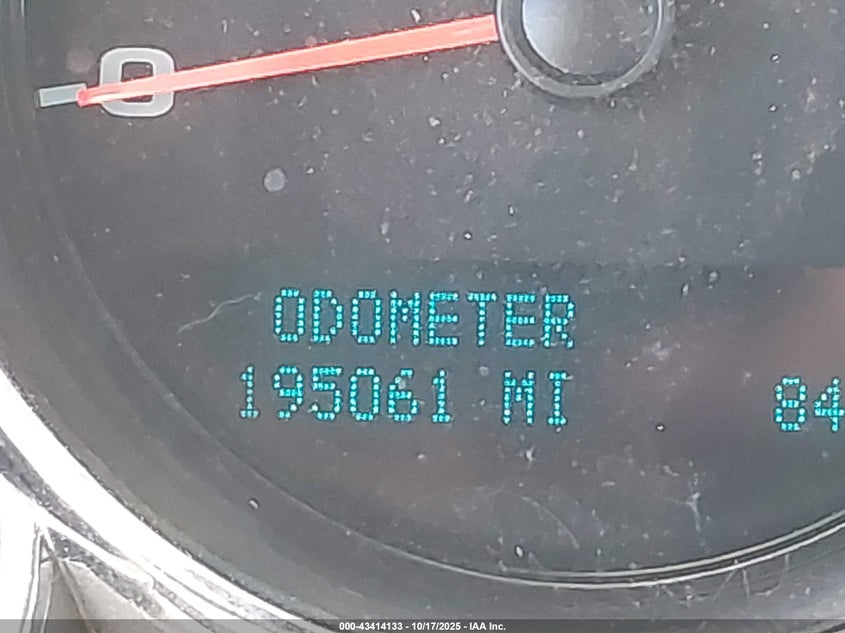 0
ODOMETER
195061 MI
84
000-43414133 - 10/17/2025 - IAA Inc.